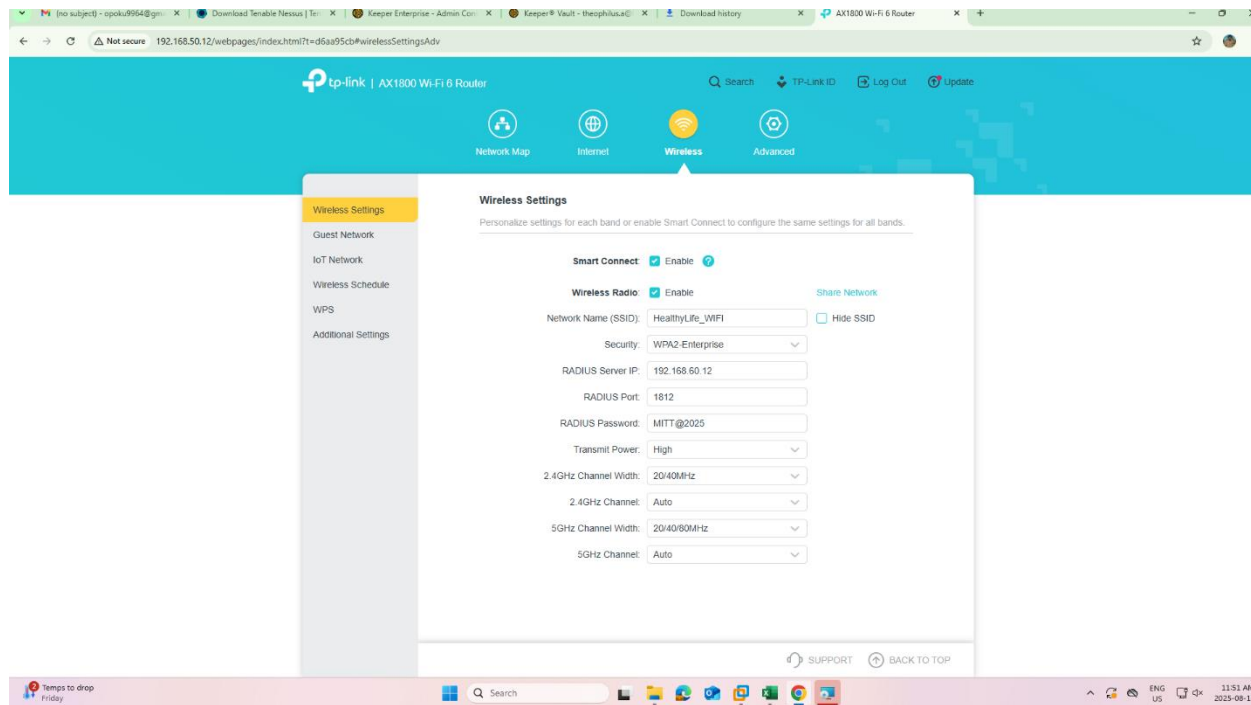 (no subject) - opoku9964@gm
Download Tenable Nessus | Ten
Keeper Enterprise - Admin Con
Keeper® Vault - theophilus.a@
Download history
AX1800 Wi-Fi 6 Router
Not secure 192.168.50.12/webpages/index.html?t=d6aa95cb#wirelessSettingsAdv
tp-link | AX1800 Wi-Fi 6 Router
Search
TP-Link ID
Log Out
Update
Network Map
Internet
Wireless
Advanced
Wireless Settings
Guest Network
IoT Network
Wireless Schedule
WPS
Additional Settings
Wireless Settings
Personalize settings for each band or enable Smart Connect to configure the same settings for all bands.
Smart Connect: Enable ?
Wireless Radio: Enable Share Network
Network Name (SSID): HealthyLife_WIFI Hide SSID
Security: WPA2-Enterprise
RADIUS Server IP: 192.168.60.12
RADIUS Port: 1812
RADIUS Password: MITT@2025
Transmit Power: High
2.4GHz Channel Width: 20/40MHz
2.4GHz Channel: Auto
5GHz Channel Width: 20/40/80MHz
5GHz Channel: Auto
SUPPORT
BACK TO TOP
2
Temps to drop
Friday
Search
ENG
US
11:51 AM
2025-08-1